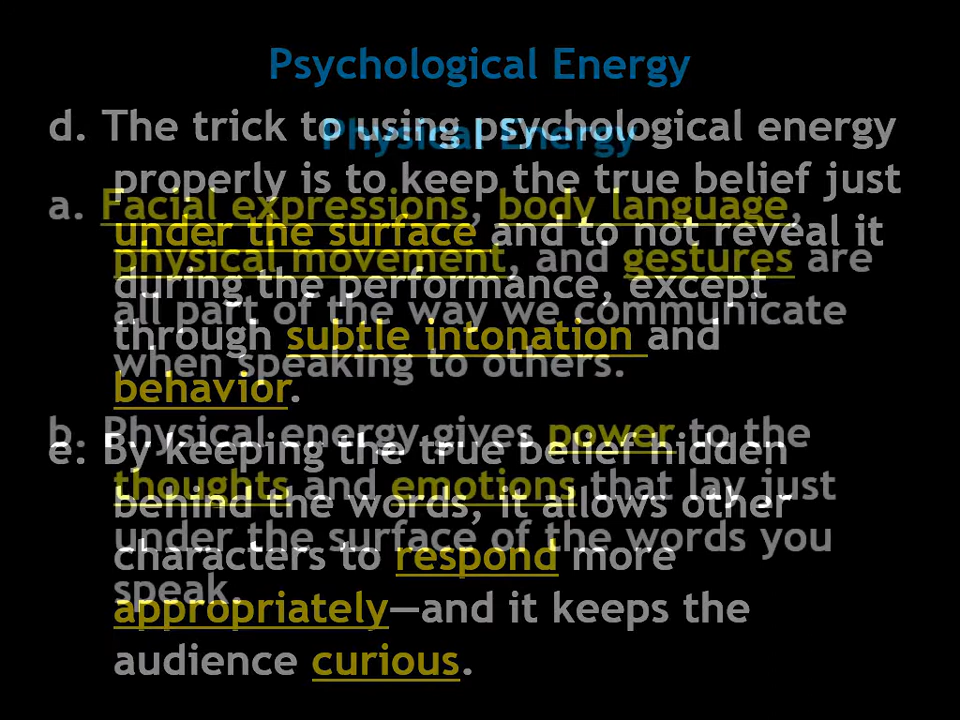 Psychological Energy
d. The trick to using psychological energy
properly is to keep the true belief just
under the surface and to not reveal it
during the performance, except
through subtle intonation and
behavior.
e. By keeping the true belief hidden
behind the words, it allows other
characters to respond more
appropriately—and it keeps the
audience curious.
Physical Energy
a. Facial expressions, body language,
physical movement, and gestures are
all part of the way we communicate
when speaking to others.
b. Physical energy gives power to the
thoughts and emotions that lay just
under the surface of the words you
speak.